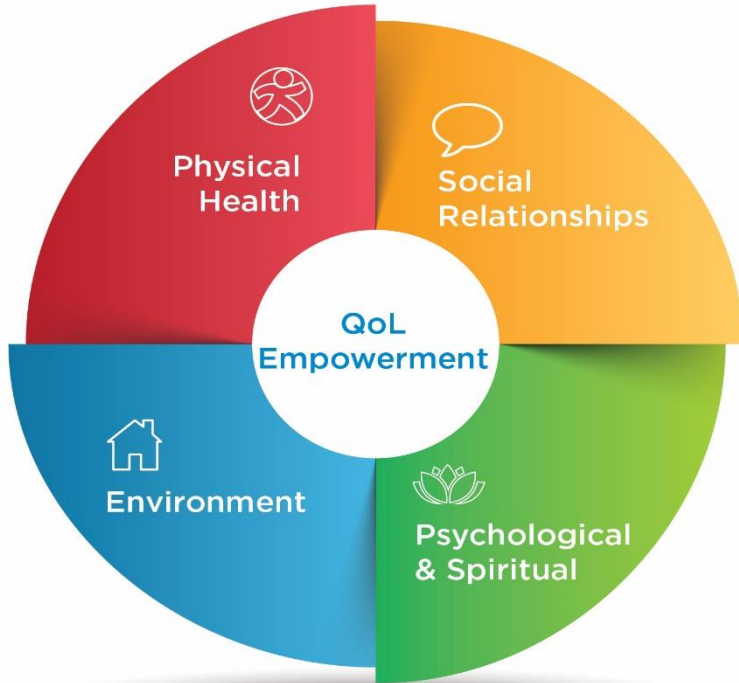 Physical
Health
Social
Relationships
QoL
Empowerment
Environment
Psychological
& Spiritual